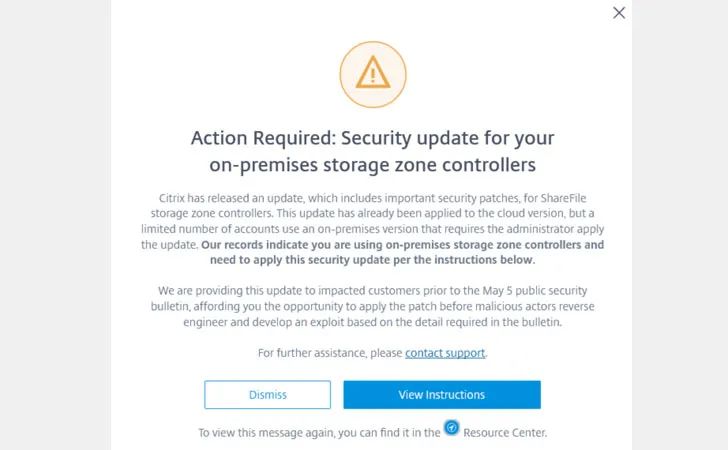 Action Required: Security update for your
on-premises storage zone controllers
Citrix has released an update, which includes important security patches, for ShareFile
storage zone controllers. This update has already been applied to the cloud version, but a
limited number of accounts use an on-premises version that requires the administrator apply
the update. Our records indicate you are using on-premises storage zone controllers and
need to apply this security update per the instructions below.
We are providing this update to impacted customers prior to the May 5 public security
bulletin, affording you the opportunity to apply the patch before malicious actors reverse
engineer and develop an exploit based on the detail required in the bulletin.
For further assistance, please contact support.
Dismiss
View Instructions
To view this message again, you can find it in the Resource Center.